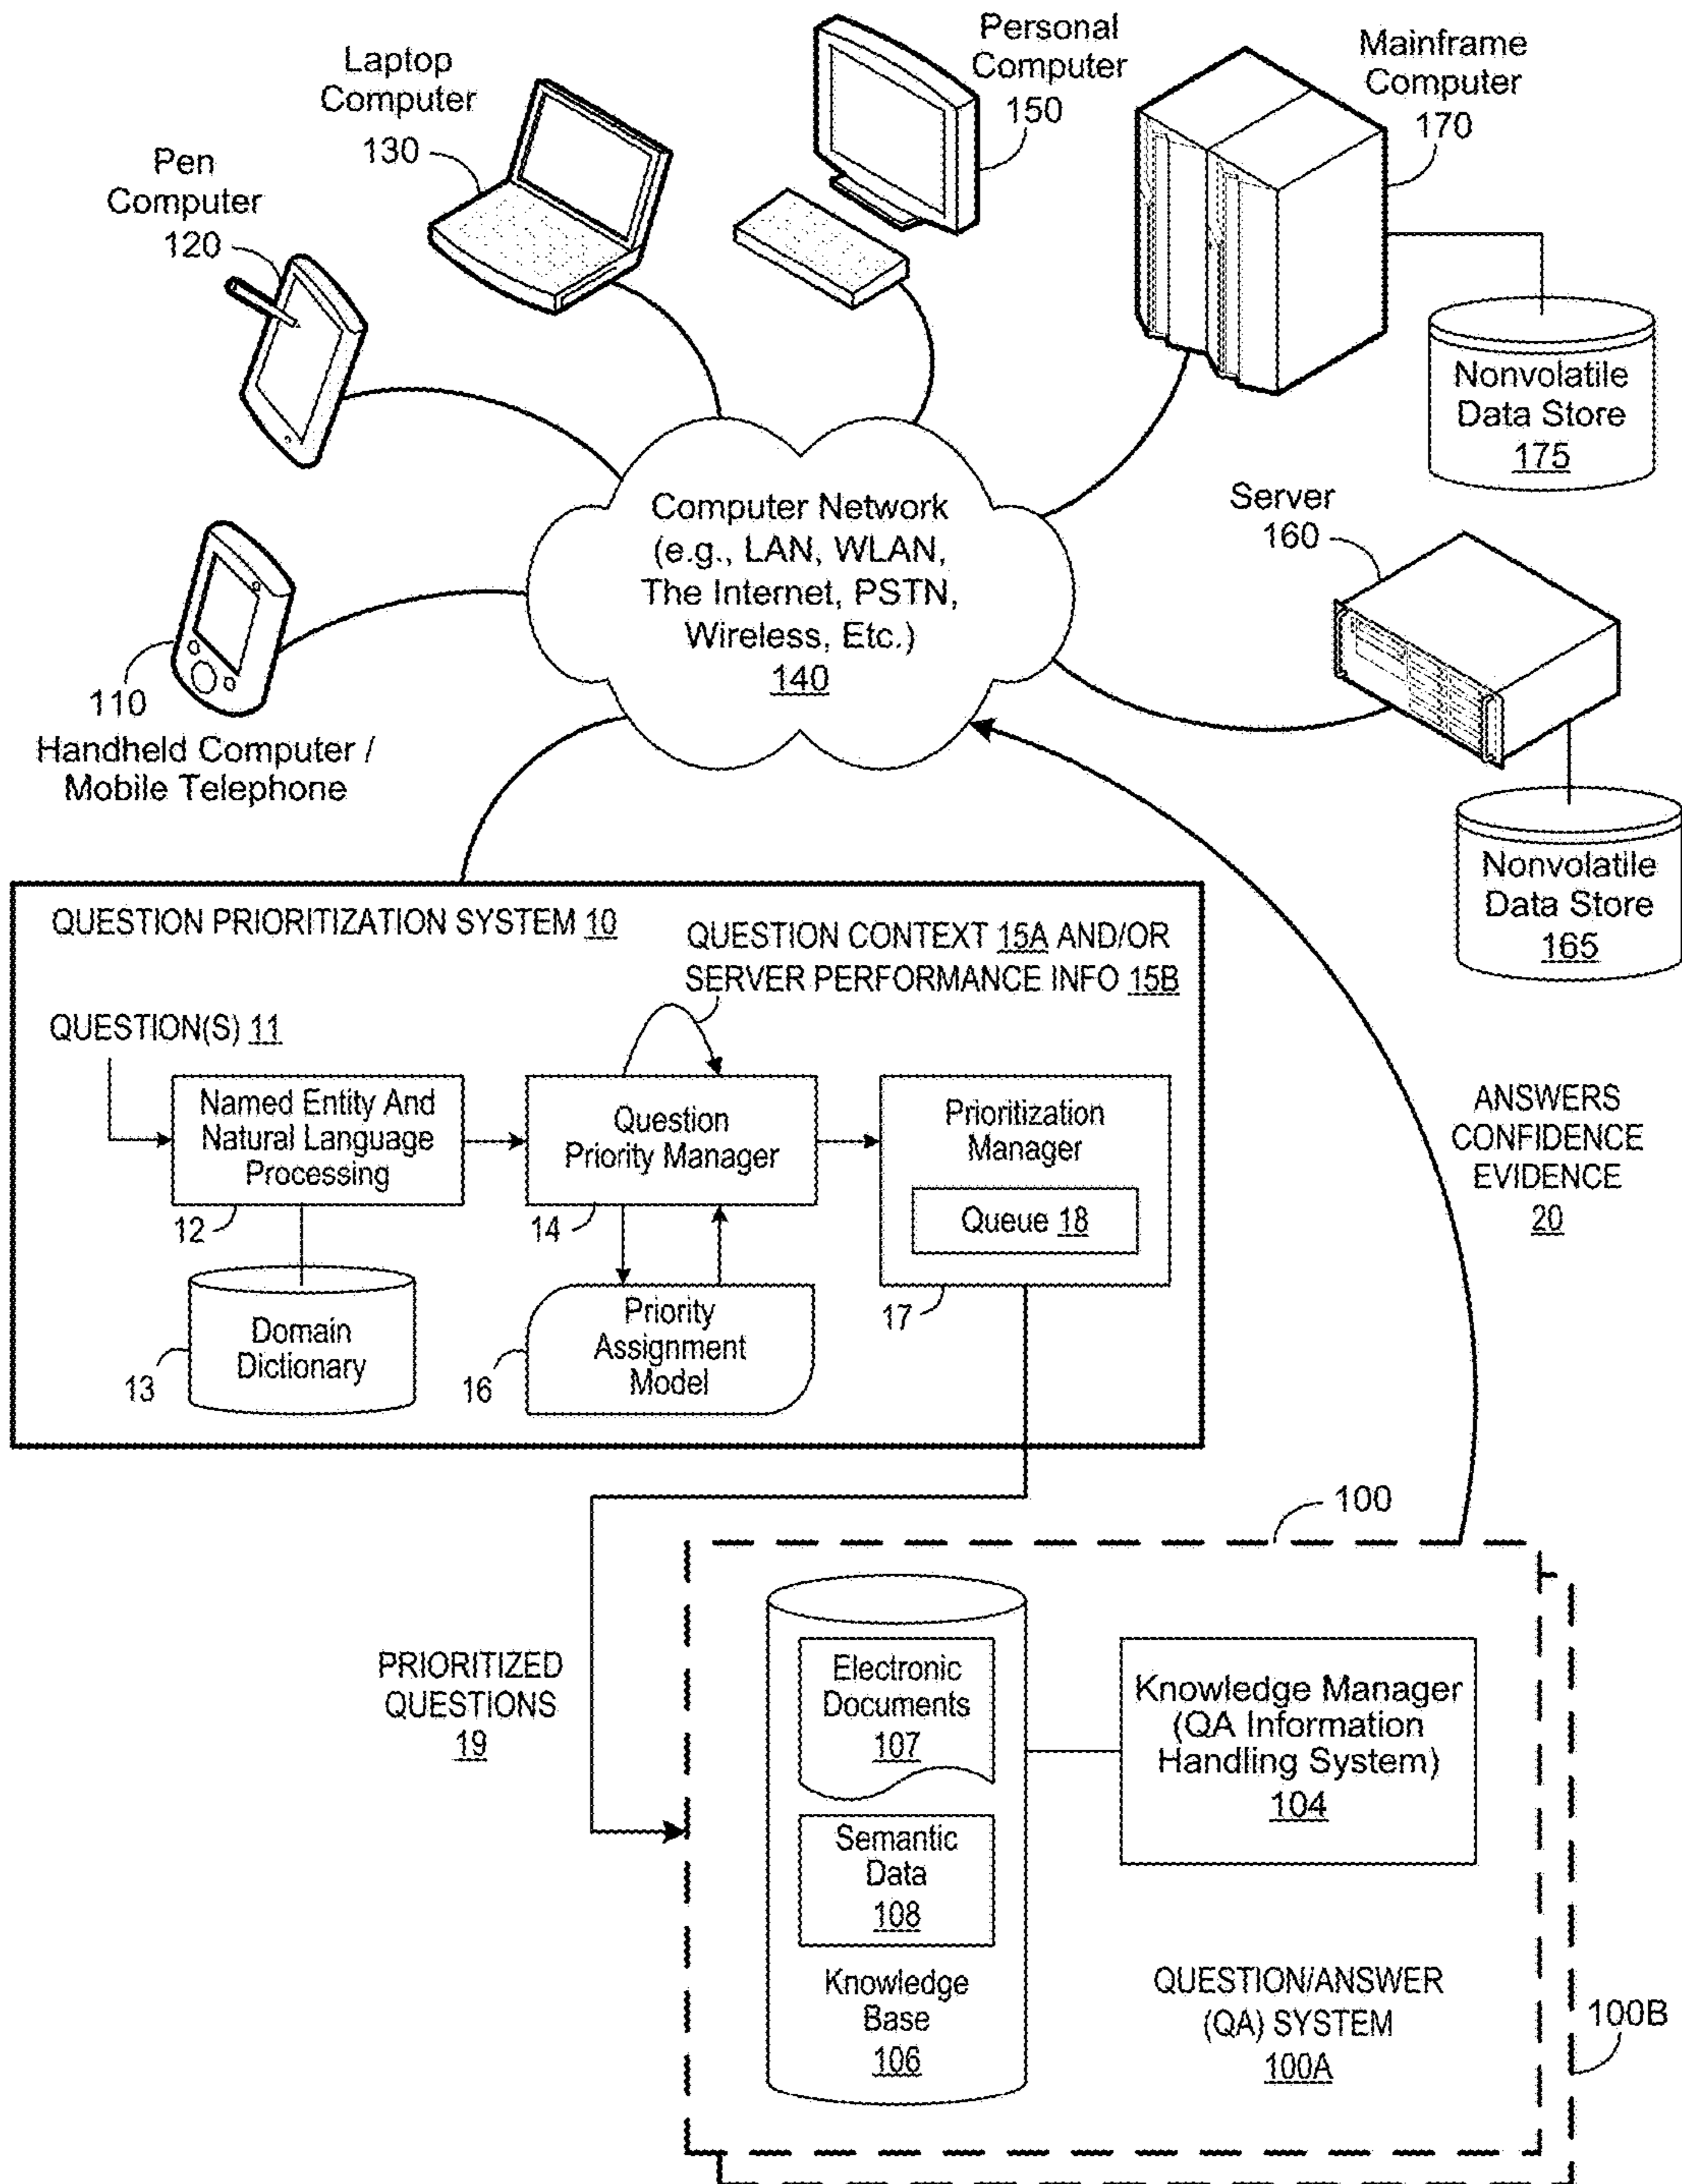 Personal
Computer
150
Mainframe
Computer
170
Laptop
Computer
130
Pen
Computer
120
Nonvolatile
Data Store
175
Server
160
Computer Network
(e.g., LAN, WLAN,
The Internet, PSTN,
Wireless, Etc.)
140
110
Handheld Computer /
Mobile Telephone
Nonvolatile
Data Store
165
QUESTION PRIORITIZATION SYSTEM 10
QUESTION CONTEXT 15A AND/OR
SERVER PERFORMANCE INFO 15B
QUESTION(S) 11
Named Entity And
Natural Language
Processing
12
Question
Priority Manager
14
Prioritization
Manager
Queue 18
17
Domain
Dictionary
13
Priority
Assignment
Model
16
ANSWERS
CONFIDENCE
EVIDENCE
20
100
PRIORITIZED
QUESTIONS
19
Electronic
Documents
107
Semantic
Data
108
Knowledge
Base
106
Knowledge Manager
(QA Information
Handling System)
104
QUESTION/ANSWER
(QA) SYSTEM
100A
100B